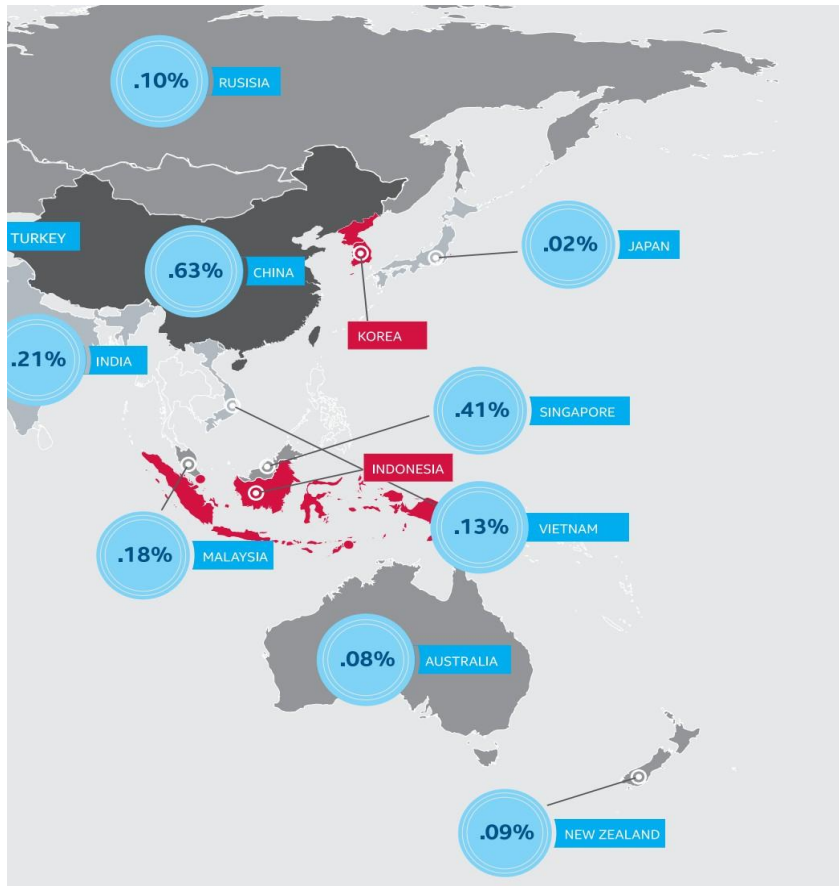 .10% RUSISIA
TURKEY
.63% CHINA
.02% JAPAN
KOREA
.21% INDIA
.41% SINGAPORE
INDONESIA
.13% VIETNAM
.18% MALAYSIA
.08% AUSTRALIA
.09% NEW ZEALAND